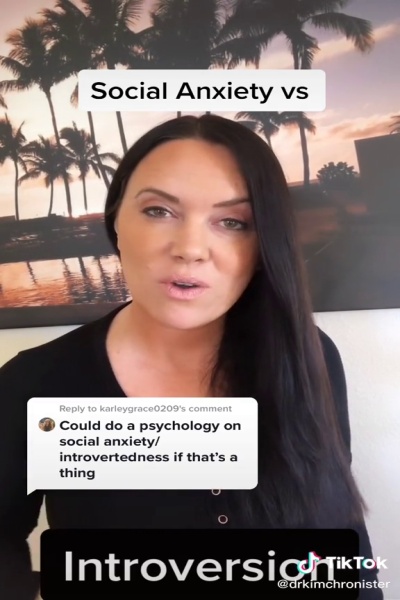 Social Anxiety vs
Reply to karleygrace0209's comment
Could do a psychology on
social anxiety/
introvertedness if that's a
thing
Introversion
TikTok
@drkimchronister